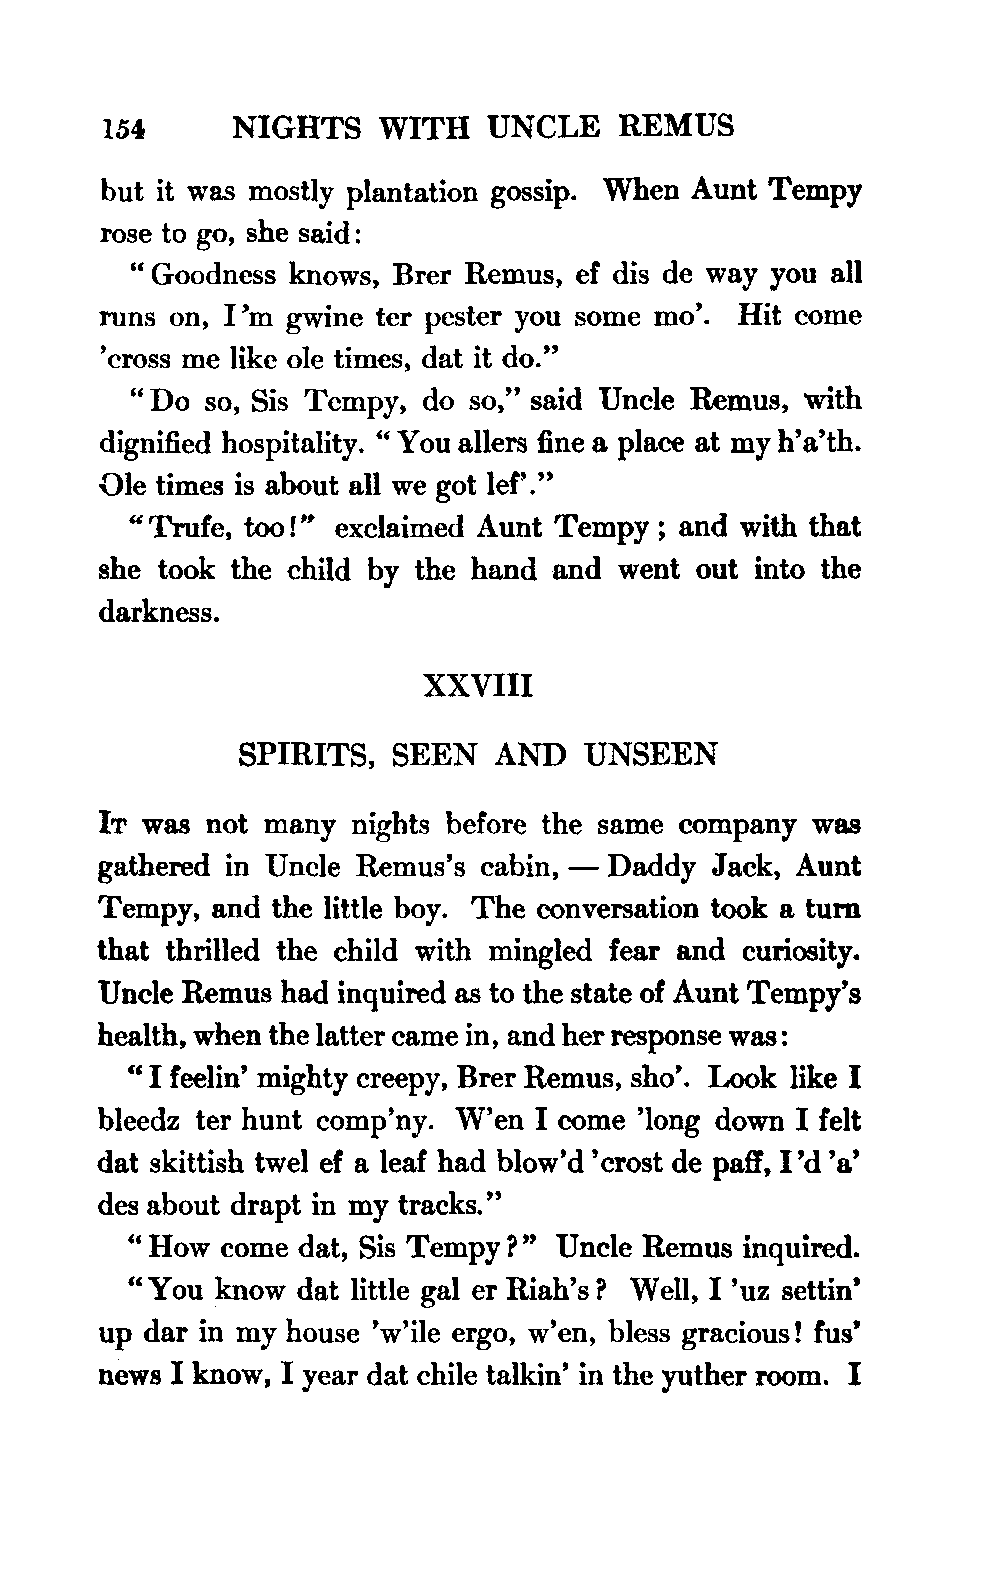 154 NIGHTS WITH UNCLE REMUS
but it was mostly plantation gossip. When Aunt Tempy
rose to go, she said:
“Goodness knows, Brer Remus, ef dis de way you all
runs on, I’m gwine ter pester you some mo’. Hit come
’cross me like ole times, dat it do.”
“Do so, Sis Tempy, do so,” said Uncle Remus, with
dignified hospitality. “You allers fine a place at my h’a’th.
Ole times is about all we got lef’.”
“Trufe, too!” exclaimed Aunt Tempy; and with that
she took the child by the hand and went out into the
darkness.
XXVIII
SPIRITS, SEEN AND UNSEEN
IT was not many nights before the same company was
gathered in Uncle Remus’s cabin, — Daddy Jack, Aunt
Tempy, and the little boy. The conversation took a turn
that thrilled the child with mingled fear and curiosity.
Uncle Remus had inquired as to the state of Aunt Tempy’s
health, when the latter came in, and her response was:
“I feelin’ mighty creepy, Brer Remus, sho’. Look like I
bleedz ter hunt comp’ny. W’en I come ’long down I felt
dat skittish twel ef a leaf had blow’d ’crost de paff, I’d ’a’
des about drapt in my tracks.”
“How come dat, Sis Tempy?” Uncle Remus inquired.
“You know dat little gal er Riah’s? Well, I ’uz settin’
up dar in my house ’w’ile ergo, w’en, bless gracious! fus’
news I know, I year dat chile talkin’ in the yuther room. I